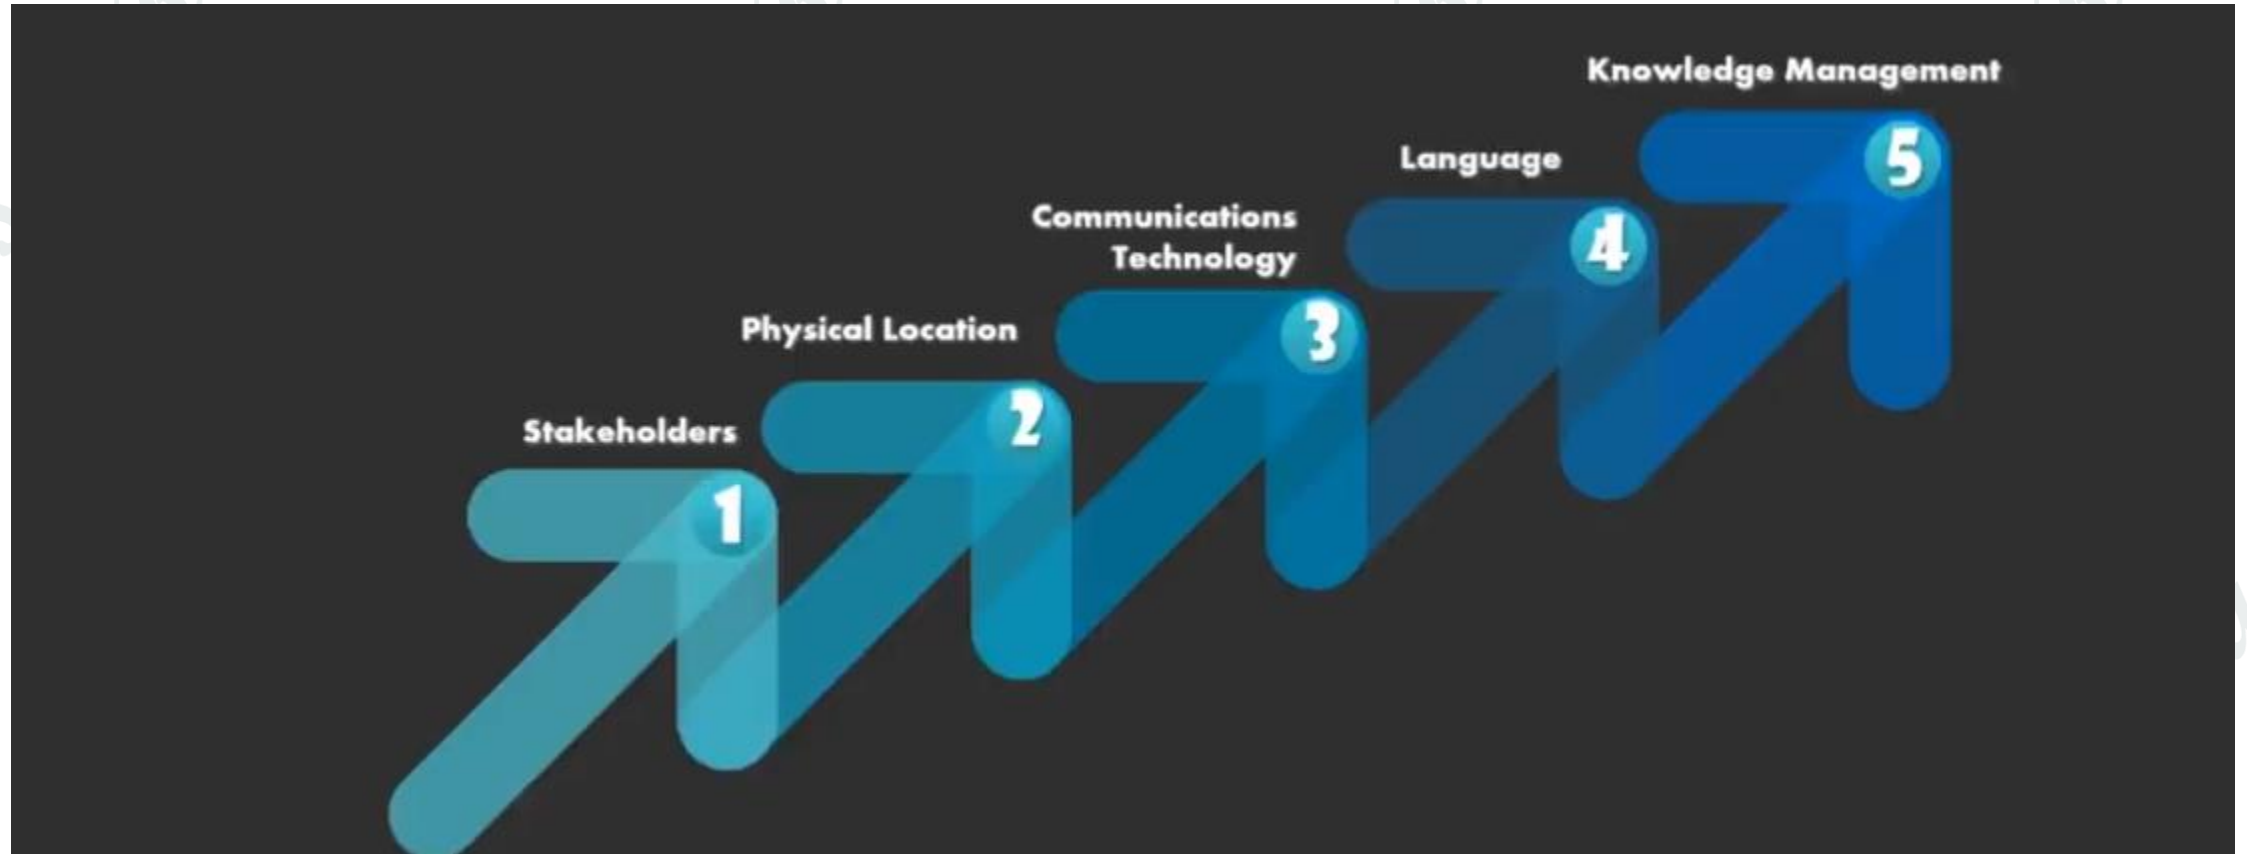 Knowledge Management
5
Language
4
Communications
Technology
3
Physical Location
2
Stakeholders
1